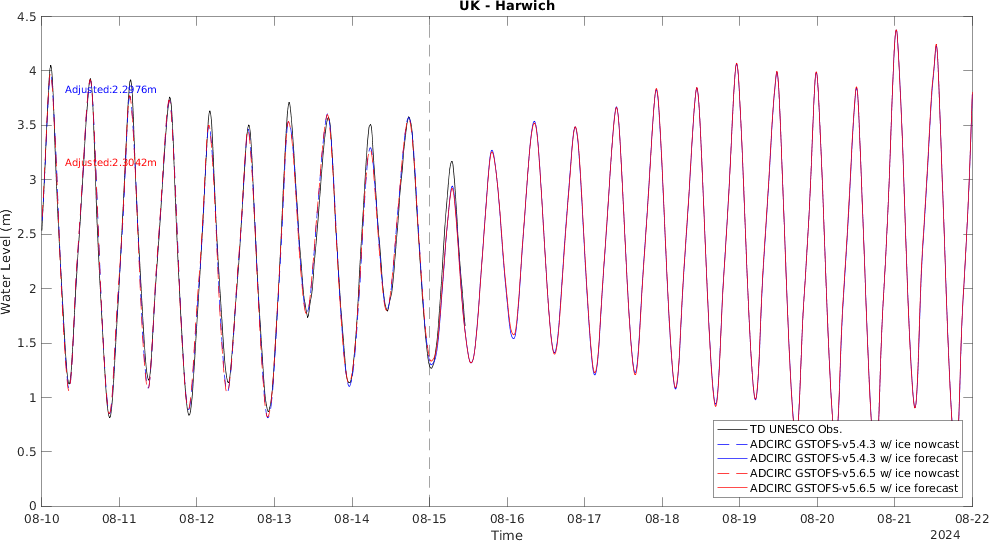 UK - Harwich
4.5
4
3.5
3
2.5
2
1.5
1
0.5
0
Water Level (m)
Adjusted:2.2976m
Adjusted:2.3042m
TD UNESCO Obs.
ADCIRC GSTOFS-v5.4.3 w/ ice nowcast
ADCIRC GSTOFS-v5.4.3 w/ ice forecast
ADCIRC GSTOFS-v5.6.5 w/ ice nowcast
ADCIRC GSTOFS-v5.6.5 w/ ice forecast
08-10 08-11 08-12 08-13 08-14 08-15 08-16 08-17 08-18 08-19 08-20 08-21 08-22
Time
2024